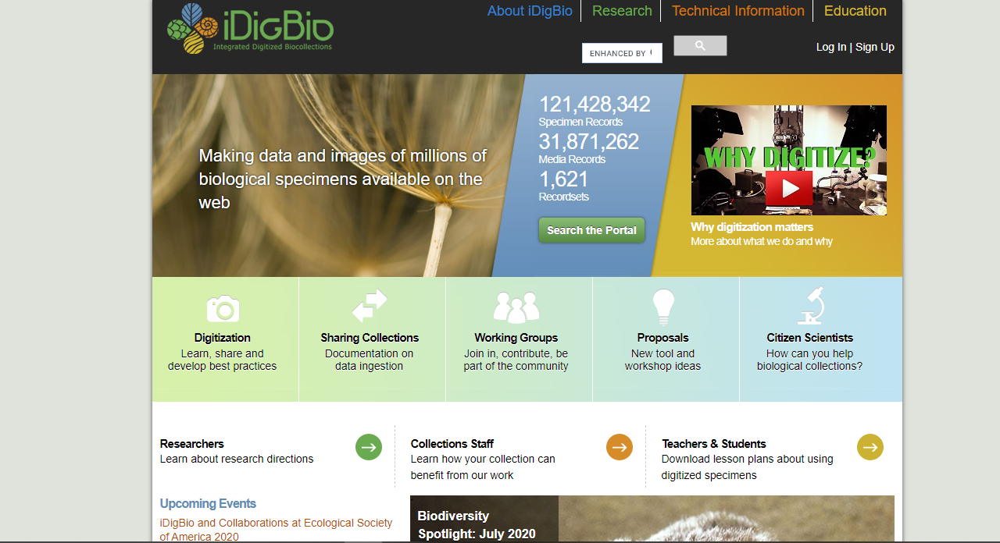 iDigBio
Integrated Digitized Biocollections
About iDigBio
Research
Technical Information
Education
ENHANCED BY
Log In | Sign Up
Making data and images of millions of
biological specimens available on the
web
121,428,342
Specimen Records
31,871,262
Media Records
1,621
Recordsets
Search the Portal
WHY DIGITIZE?
Why digitization matters
More about what we do and why
Digitization
Learn, share and
develop best practices
Sharing Collections
Documentation on
data ingestion
Working Groups
Join in, contribute, be
part of the community
Proposals
New tool and
workshop ideas
Citizen Scientists
How can you help
biological collections?
Researchers
Learn about research directions
Collections Staff
Learn how your collection can
benefit from our work
Teachers & Students
Download lesson plans about using
digitized specimens
Upcoming Events
iDigBio and Collaborations at Ecological Society
of America 2020
Biodiversity
Spotlight: July 2020